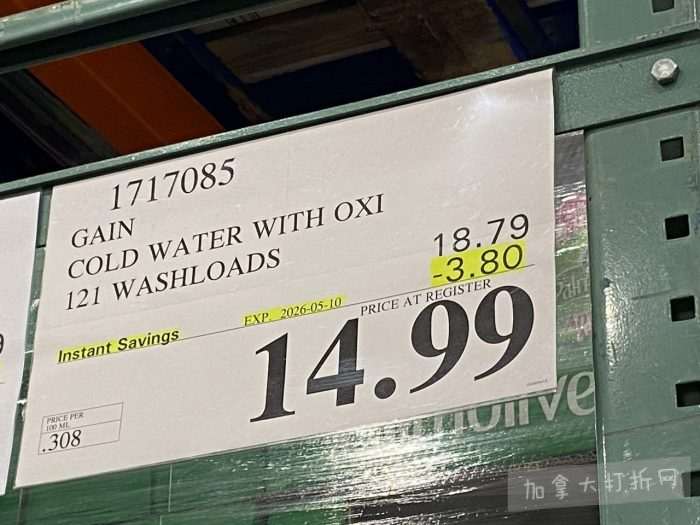 1717085
GAIN
COLD WATER WITH OXI
121 WASHLOADS
18.79
-3.80
Instant Savings
EXP. 2026-05-10
PRICE AT REGISTER
14.99
PRICE PER
100 ML
.308
加拿大打折网